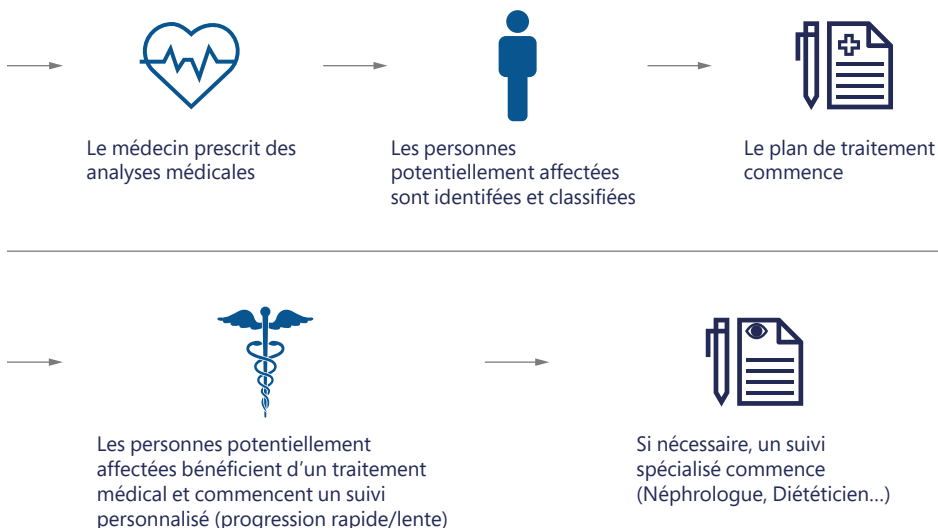 Le médecin prescrit des
analyses médicales
Les personnes
potentiellement affectées
sont identifées et classifiées
Le plan de traitement
commence
Les personnes potentiellement
affectées bénéficient d’un traitement
médical et commencent un suivi
personnalisé (progression rapide/lente)
Si nécessaire, un suivi
spécialisé commence
(Néphrologue, Diététicien...)